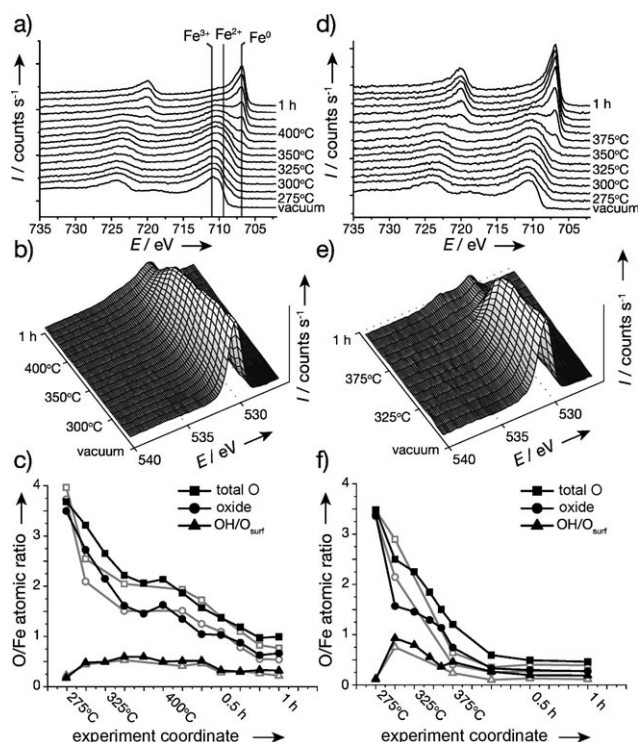 a)
Fe³⁺ Fe²⁺ Fe⁰
I / counts s⁻¹
1 h
400°C
350°C
325°C
300°C
275°C
vacuum
735 730 725 720 715 710 705
E / eV
b)
I / counts s⁻¹
1 h
400°C
350°C
300°C
vacuum
540
535
530
E / eV
c)
O/Fe atomic ratio
4
3
2
1
0
total O
oxide
OH/O_surf
275°C
325°C
400°C
0.5 h
1 h
experiment coordinate
d)
I / counts s⁻¹
1 h
375°C
350°C
325°C
300°C
275°C
vacuum
735 730 725 720 715 710 705
E / eV
e)
I / counts s⁻¹
1 h
375°C
325°C
vacuum
540
535
530
E / eV
f)
O/Fe atomic ratio
4
3
2
1
0
total O
oxide
OH/O_surf
275°C
325°C
375°C
0.5 h
1 h
experiment coordinate